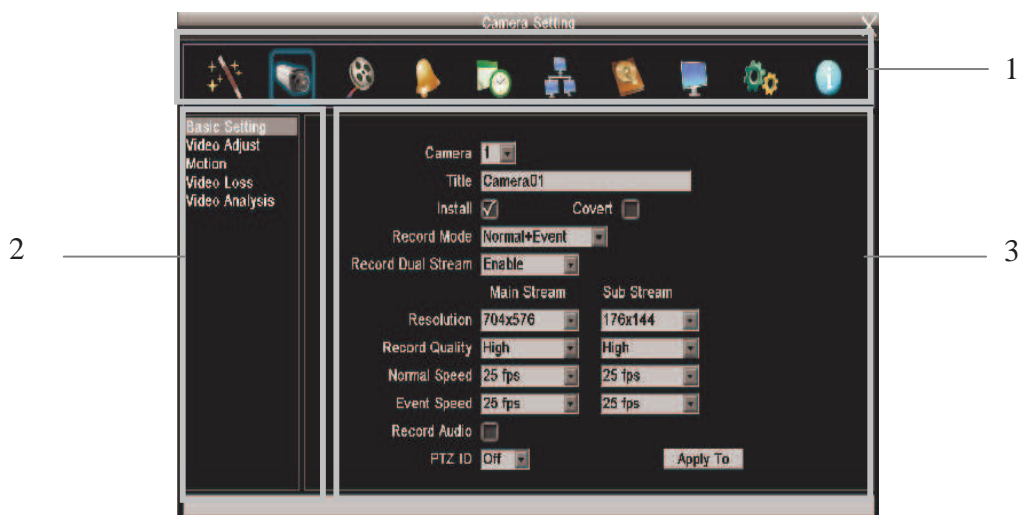 Camera Setting
X
1
Basic Setting
Video Adjust
Motion
Video Loss
Video Analysis
2
3
Camera 1
Title Camera01
Install Covert
Record Mode Normal+Event
Record Dual Stream Enable
Main Stream Sub Stream
Resolution 704x576 176x144
Record Quality High High
Normal Speed 25 fps 25 fps
Event Speed 25 fps 25 fps
Record Audio
PTZ ID Off Apply To